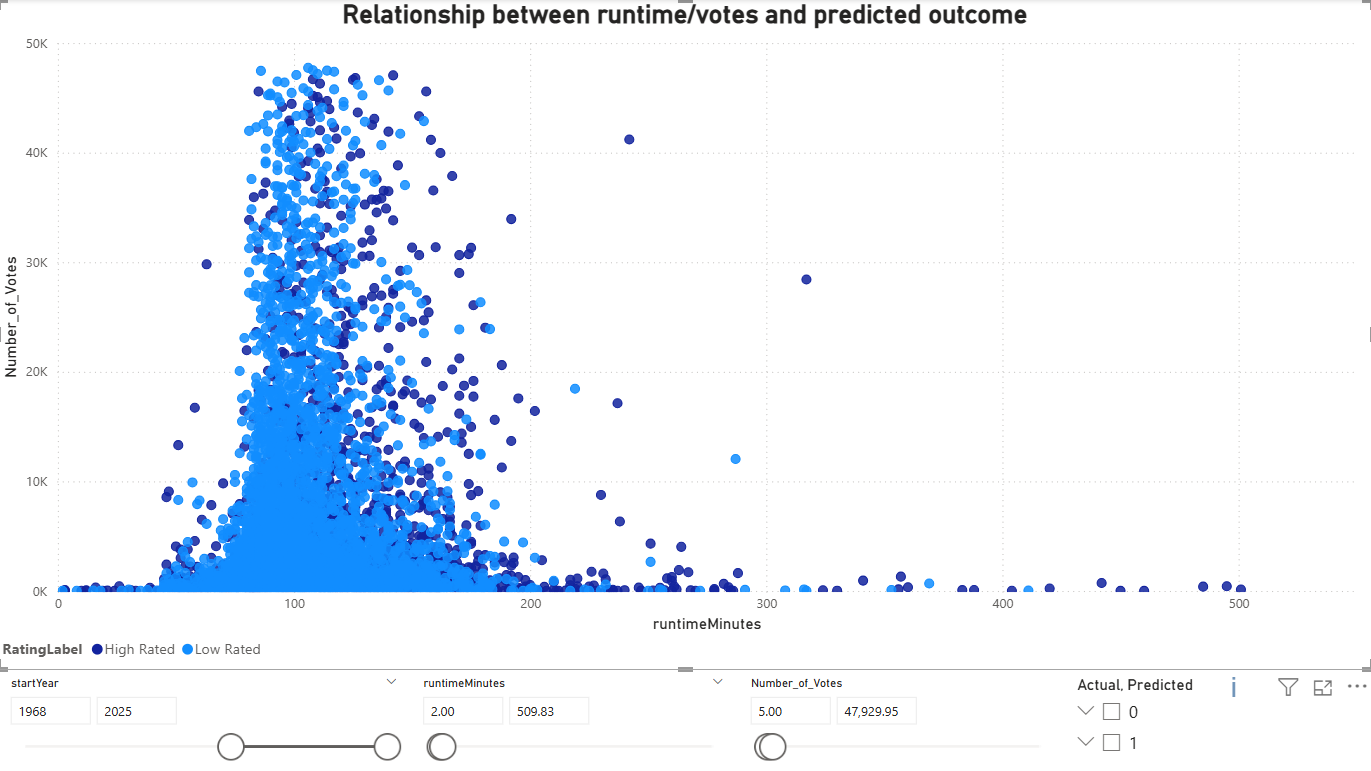 Relationship between runtime/votes and predicted outcome
50K
40K
30K
20K
10K
0K
Number_of_Votes
0 100 200 300 400 500
runtimeMinutes
RatingLabel High Rated Low Rated
startYear
1968 2025
runtimeMinutes
2.00 509.83
Number_of_Votes
5.00 47,929.95
Actual, Predicted
0
1